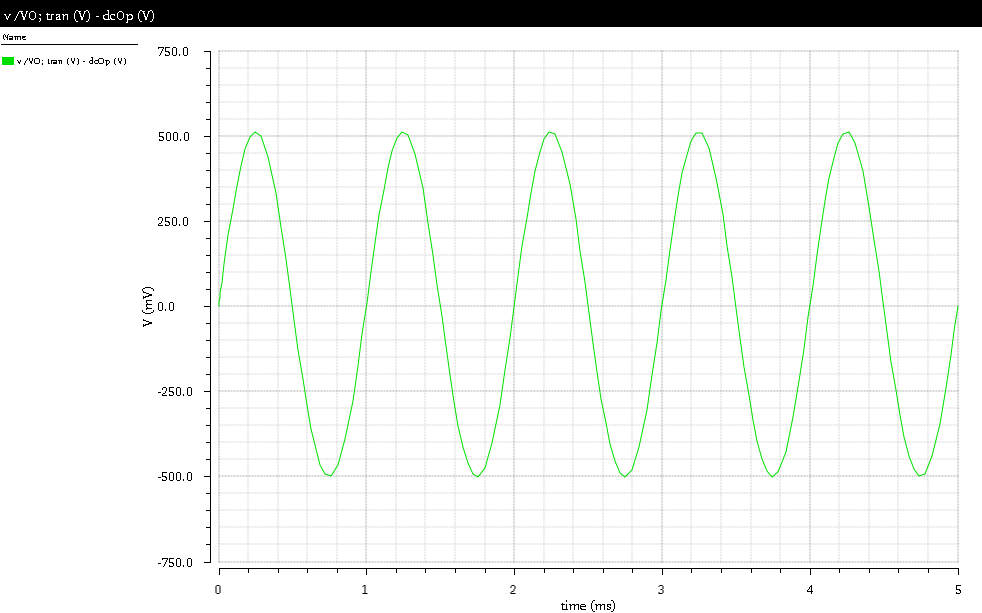 v /VO; tran (V) - dcOp (V)
Name
v /VO; tran (V) - dcOp (V)
750.0
500.0
250.0
0.0
-250.0
-500.0
-750.0
V (mV)
0 1 2 3 4 5
time (ms)